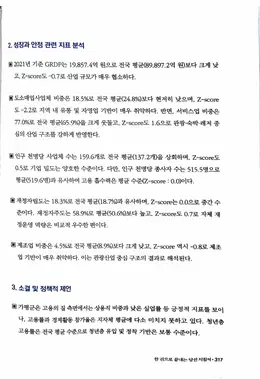 2. 성장과 안정 관련 지표 분석
▣ 2021년 기준 GRDP는 19,857.4억 원으로 전국 평균(89,897.2억 원)보다 크게 낮
고, Z-score도 -0.7로 산업 규모가 매우 협소하다.
▣ 도소매업사업체 비중은 18.5%로 전국 평균(24.8%)보다 현저히 낮으며, Z-score
도 -2.2로 지역 내 유통 및 자영업 기반이 매우 취약하다. 반면, 서비스업 비중은
77.0%로 전국 평균(65.9%)을 크게 웃돌고, Z-score도 1.6으로 관광·숙박·레저 중
심의 산업 구조를 강하게 반영한다.
▣ 인구 천명당 사업체 수는 159.6개로 전국 평균(137.2개)을 상회하며, Z-score도
0.5로 기업 밀도는 양호한 수준이다. 다만, 인구 천명당 종사자 수는 515.5명으로
평균(519.6명)과 유사하여 고용 흡수력은 평균 수준(Z-score : 0.0)이다.
▣ 재정자립도는 18.3%로 전국 평균(18.7%)과 유사하며, Z-score는 0.0으로 중간 수
준이다. 재정자주도는 58.9%로 평균(50.6%)보다 높고, Z-score도 0.7로 자체 재
정운영 역량은 비교적 우수한 편이다.
▣ 제조업 비중은 4.5%로 전국 평균(8.9%)보다 크게 낮고, Z-score 역시 -0.8로 제조
업 기반이 매우 취약하다. 이는 관광산업 중심 구조의 결과로 해석된다.
3. 소결 및 정책적 제언
▣ 가평군은 고용의 질 측면에서는 상용직 비중과 낮은 실업률 등 긍정적 지표를 보이
나, 고용률과 경제활동 참가율은 지자체 평균에 다소 미치지 못하고 있다. 청년층
고용률은 전국 평균 수준으로 청년층 유입 및 정착 기반은 보통 수준이다.
한 권으로 끝내는 당선 지침서 • 317